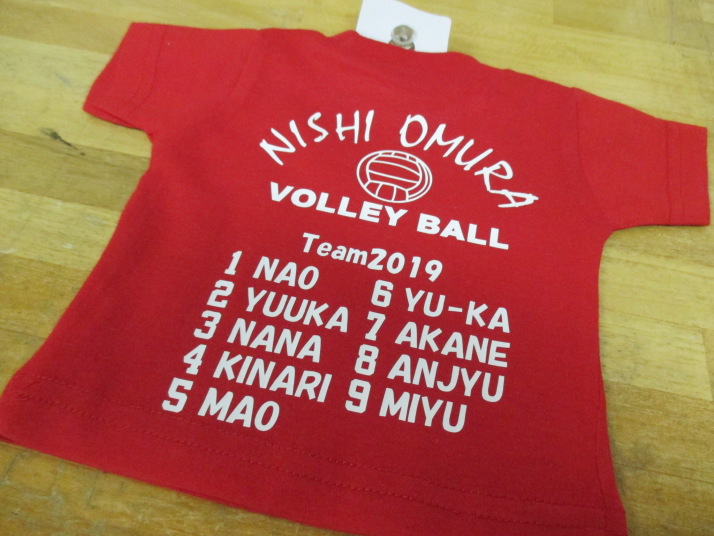 NISHI OMURA
VOLLEY BALL
Team2019
1 NAO
2 YUUKA
3 NANA
4 KINARI
5 MAO
6 YU-KA
7 AKANE
8 ANJYU
9 MIYU